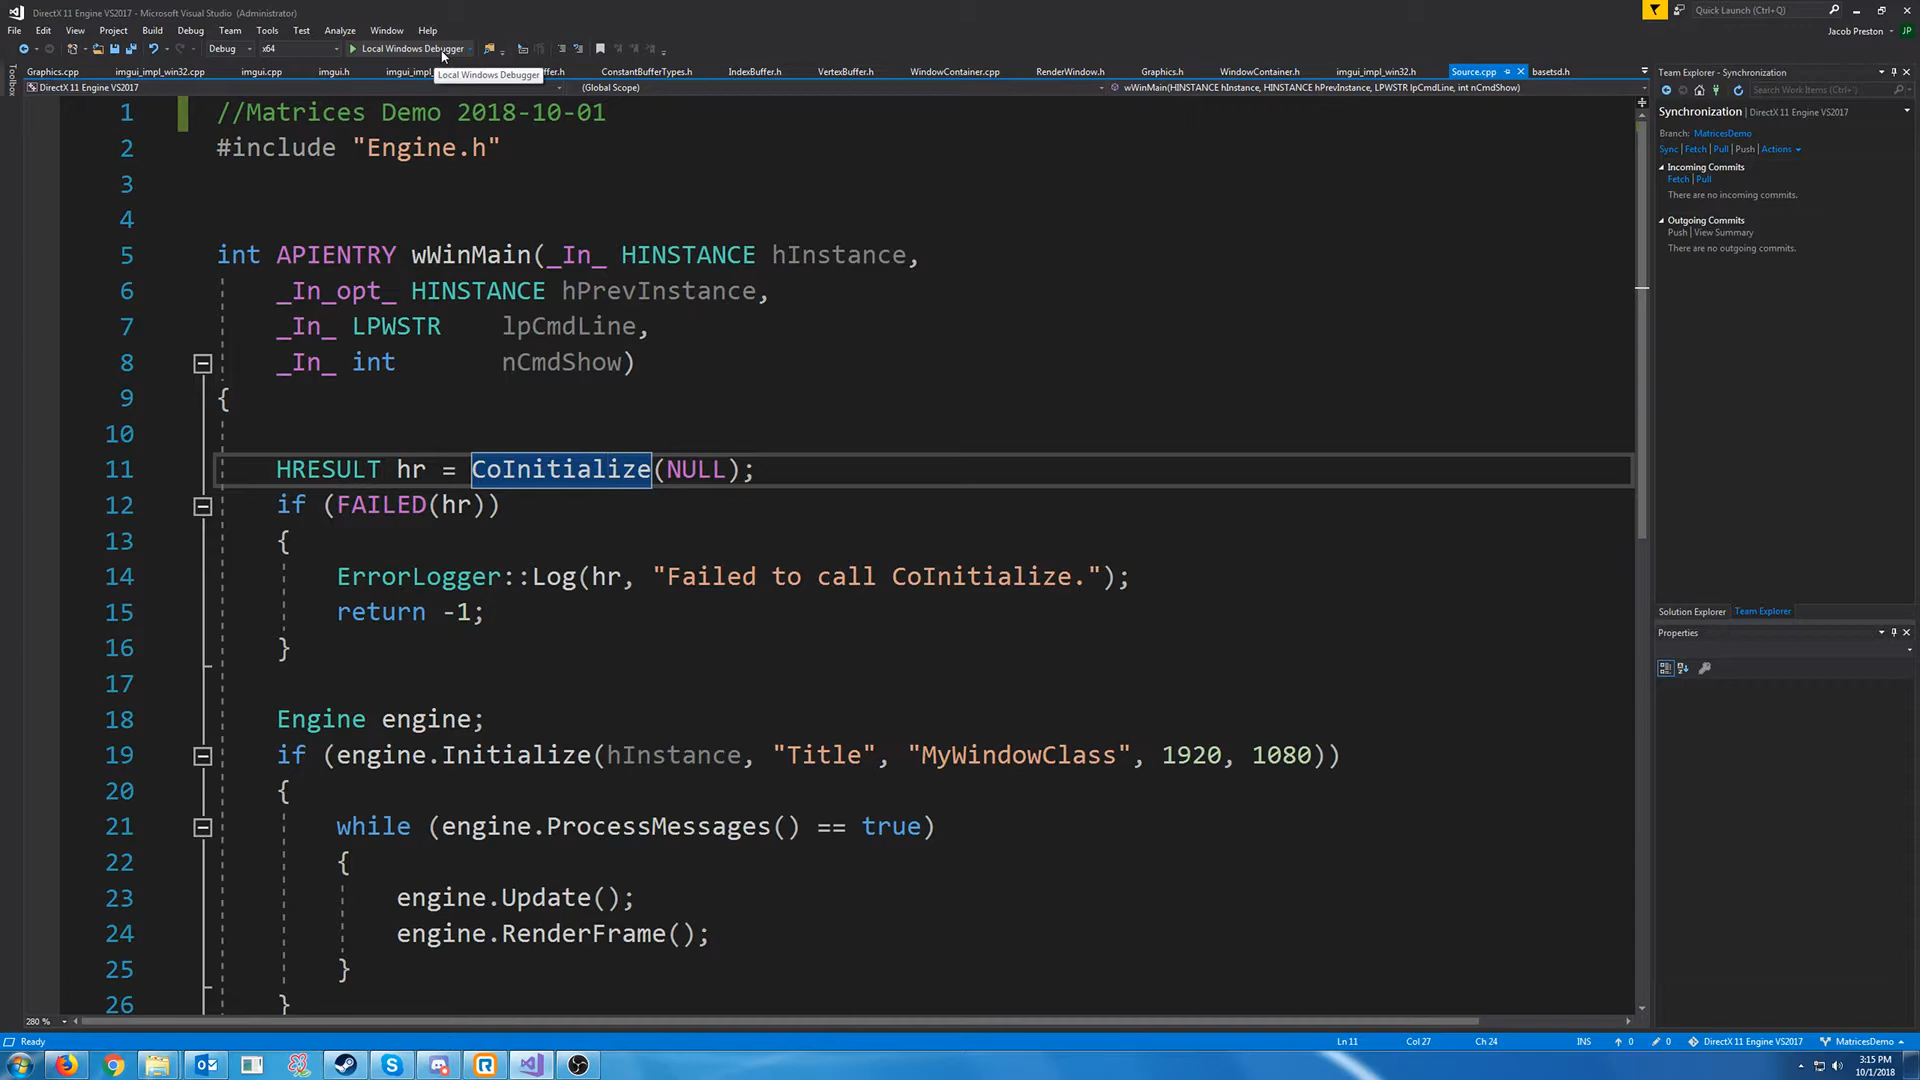 DirectX 11 Engine VS2017 - Microsoft Visual Studio (Administrator)
Quick Launch (Ctrl+Q)
File Edit View Project Build Debug Team Tools Test Analyze Window Help
Jacob Preston JP
Debug x64 Local Windows Debugger
Toolbox
Graphics.cpp imgui_impl_win32.cpp imgui.cpp imgui.h ffer.h ConstantBufferTypes.h IndexBuffer.h VertexBuffer.h WindowContainer.cpp RenderWindow.h Graphics.h WindowContainer.h imgui_impl_win32.h Source.cpp basetsd.h
Local Windows Debugger
DirectX 11 Engine VS2017 (Global Scope) wWinMain(HINSTANCE hInstance, HINSTANCE hPrevInstance, LPWSTR lpCmdLine, int nCmdShow)
1 //Matrices Demo 2018-10-01
2 #include "Engine.h"
3
4
5 int APIENTRY wWinMain(_In_ HINSTANCE hInstance,
6 _In_opt_ HINSTANCE hPrevInstance,
7 _In_ LPWSTR lpCmdLine,
8 _In_ int nCmdShow)
9 {
10
11 HRESULT hr = CoInitialize(NULL);
12 if (FAILED(hr))
13 {
14 ErrorLogger::Log(hr, "Failed to call CoInitialize.");
15 return -1;
16 }
17
18 Engine engine;
19 if (engine.Initialize(hInstance, "Title", "MyWindowClass", 1920, 1080))
20 {
21 while (engine.ProcessMessages() == true)
22 {
23 engine.Update();
24 engine.RenderFrame();
25 }
26 }
280 %
Team Explorer - Synchronization
Search Work Items (Ctrl+')
Synchronization | DirectX 11 Engine VS2017
Branch: MatricesDemo
Sync | Fetch | Pull | Push | Actions
Incoming Commits
Fetch | Pull
There are no incoming commits.
Outgoing Commits
Push | View Summary
There are no outgoing commits.
Solution Explorer Team Explorer
Properties
Ready Ln 11 Col 27 Ch 24 INS 0 0 DirectX 11 Engine VS2017 MatricesDemo
3:15 PM
10/1/2018